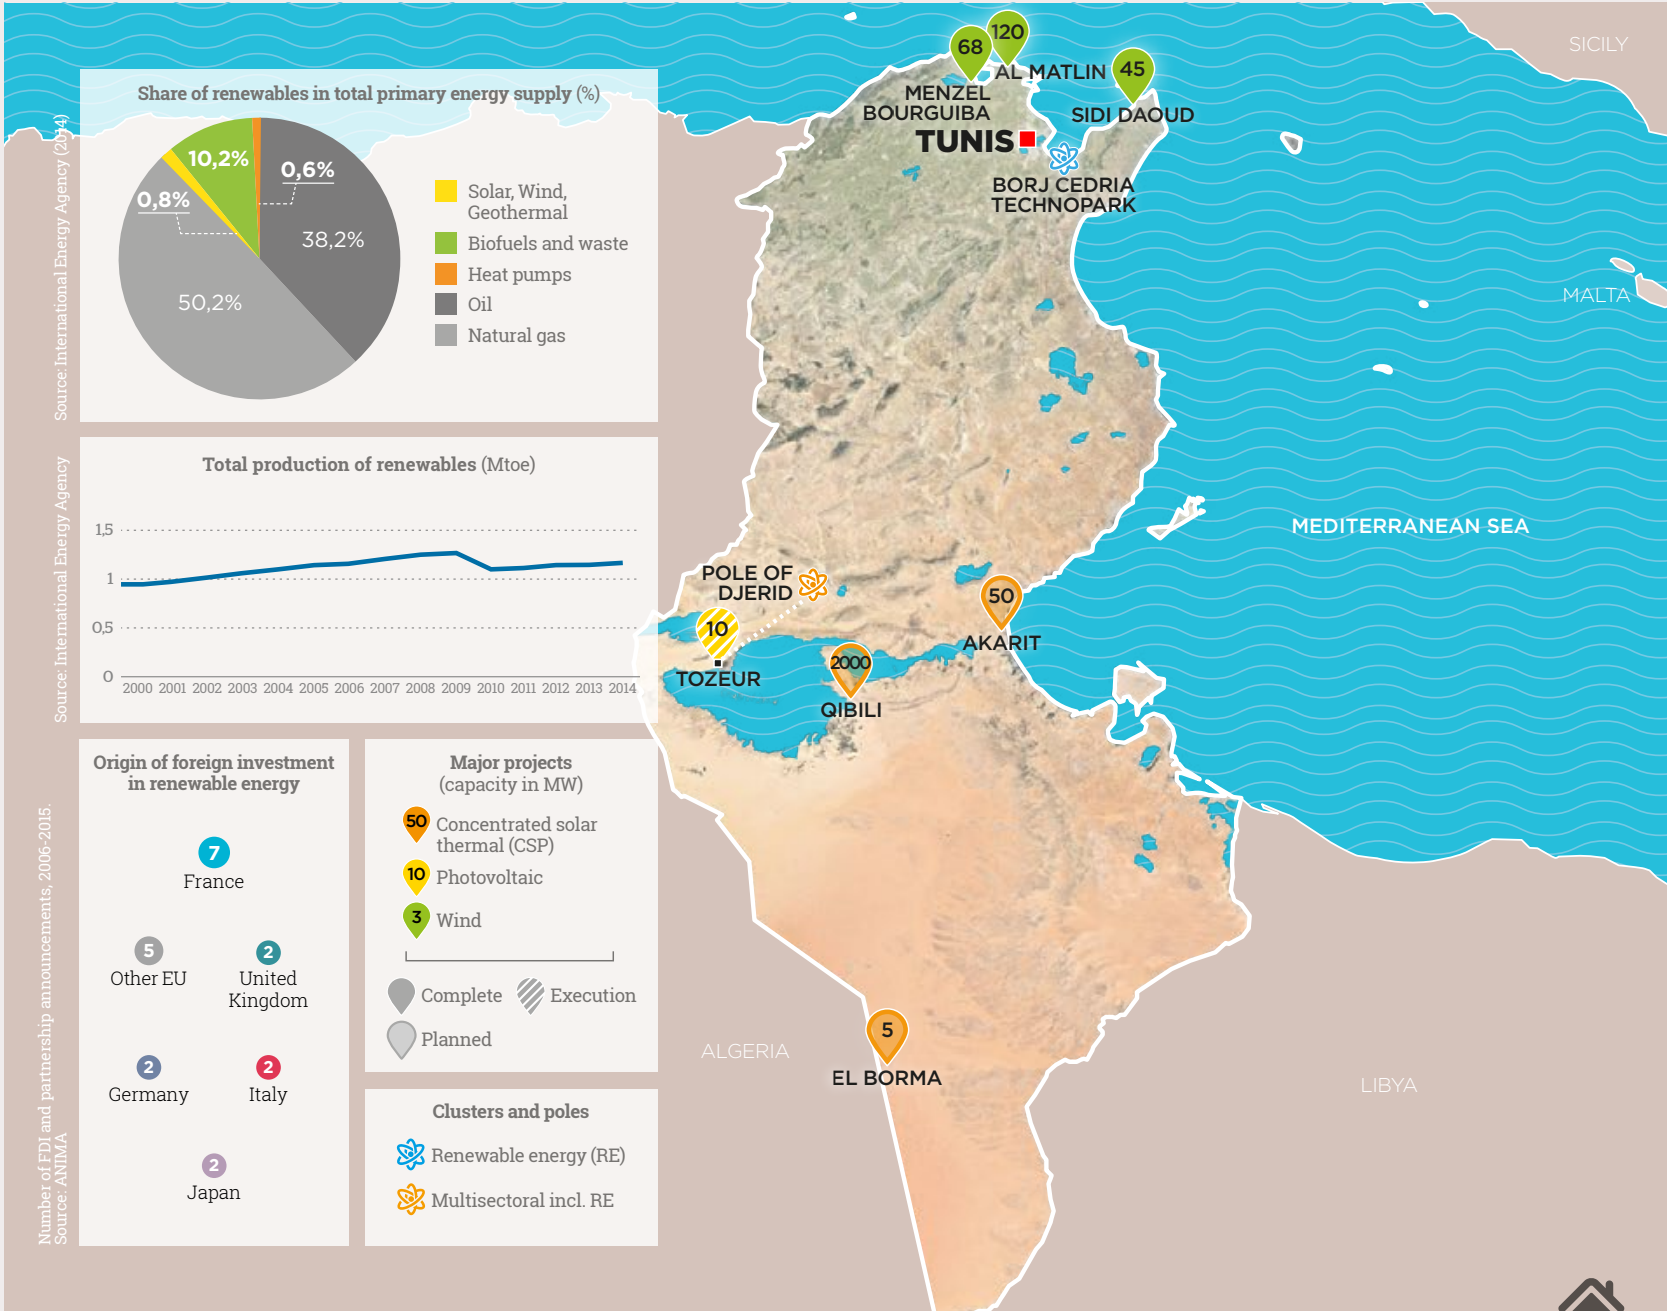 Share of renewables in total primary energy supply (%)
10,2%
0,6%
0,8%
38,2%
50,2%
Solar, Wind,
Geothermal
Biofuels and waste
Heat pumps
Oil
Natural gas
Source: International Energy Agency (2014)
Total production of renewables (Mtoe)
1,5
1
0,5
0
2000 2001 2002 2003 2004 2005 2006 2007 2008 2009 2010 2011 2012 2013 2014
Source: International Energy Agency
Origin of foreign investment
in renewable energy
7
France
5
Other EU
2
United
Kingdom
2
Germany
2
Italy
2
Japan
Number of FDI and partnership announcements, 2006-2015.
Source: ANIMA
Major projects
(capacity in MW)
50
Concentrated solar
thermal (CSP)
10
Photovoltaic
3
Wind
Complete
Execution
Planned
Clusters and poles
Renewable energy (RE)
Multisectoral incl. RE
68
120
45
AL MATLIN
MENZEL
BOURGUIBA
SIDI DAOUD
TUNIS
BORJ CEDRIA
TECHNOPARK
SICILY
MALTA
MEDITERRANEAN SEA
POLE OF
DJERID
10
TOZEUR
50
AKARIT
2000
QIBILI
5
EL BORMA
ALGERIA
LIBYA